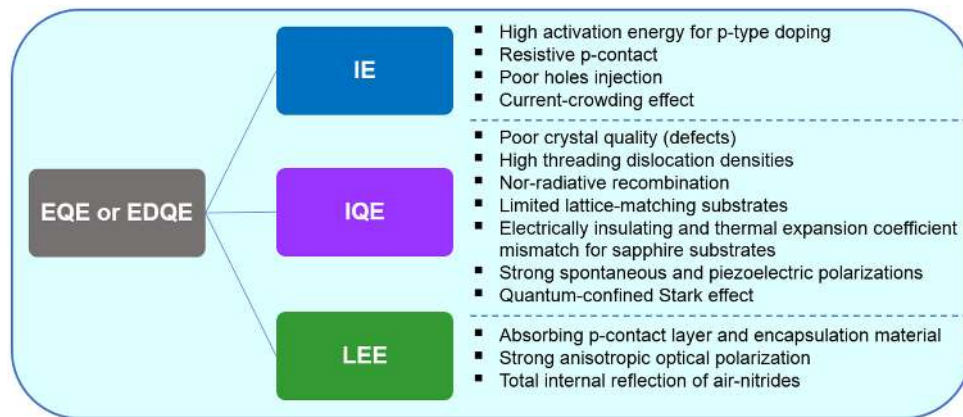 EQE or EDQE
IE
High activation energy for p-type doping
Resistive p-contact
Poor holes injection
Current-crowding effect
IQE
Poor crystal quality (defects)
High threading dislocation densities
Nor-radiative recombination
Limited lattice-matching substrates
Electrically insulating and thermal expansion coefficient
mismatch for sapphire substrates
Strong spontaneous and piezoelectric polarizations
Quantum-confined Stark effect
LEE
Absorbing p-contact layer and encapsulation material
Strong anisotropic optical polarization
Total internal reflection of air-nitrides